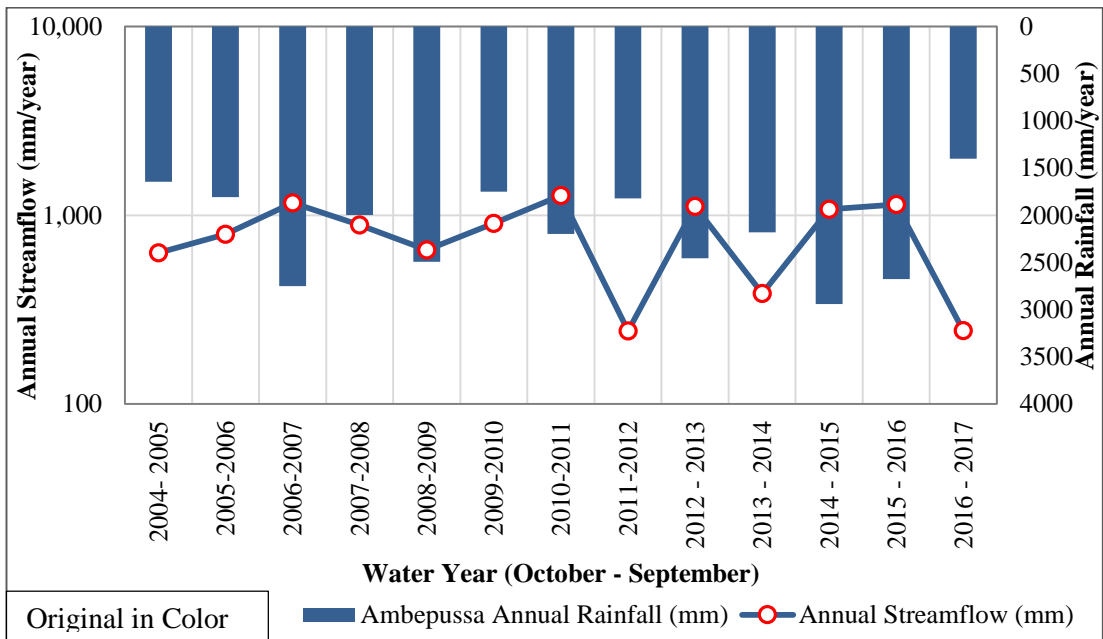 10,000
1,000
100
Annual Streamflow (mm/year)
0
500
1000
1500
2000
2500
3000
3500
4000
Annual Rainfall (mm/year)
2004- 2005
2005-2006
2006-2007
2007-2008
2008-2009
2009-2010
2010-2011
2011-2012
2012 - 2013
2013 - 2014
2014 - 2015
2015 - 2016
2016 - 2017
Water Year (October - September)
Original in Color
Ambepussa Annual Rainfall (mm)
Annual Streamflow (mm)